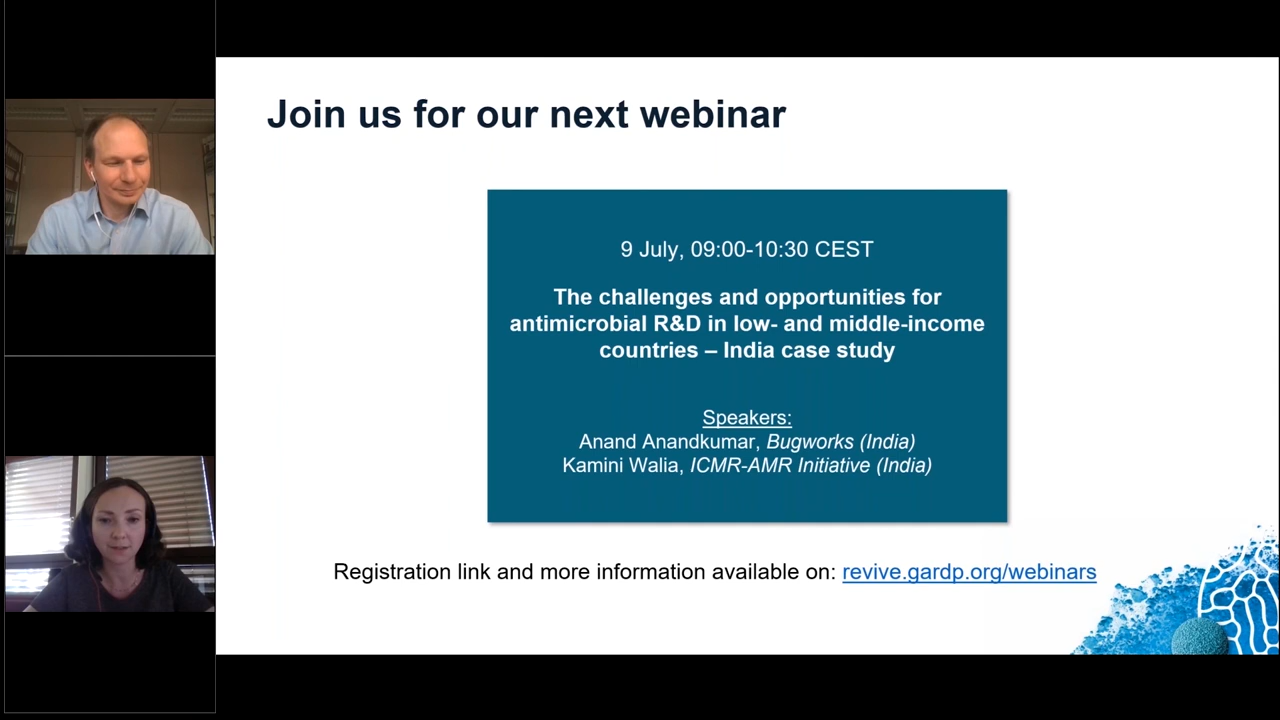 Join us for our next webinar
9 July, 09:00-10:30 CEST
The challenges and opportunities for
antimicrobial R&D in low- and middle-income
countries – India case study
Speakers:
Anand Anandkumar, Bugworks (India)
Kamini Walia, ICMR-AMR Initiative (India)
Registration link and more information available on: revive.gardp.org/webinars